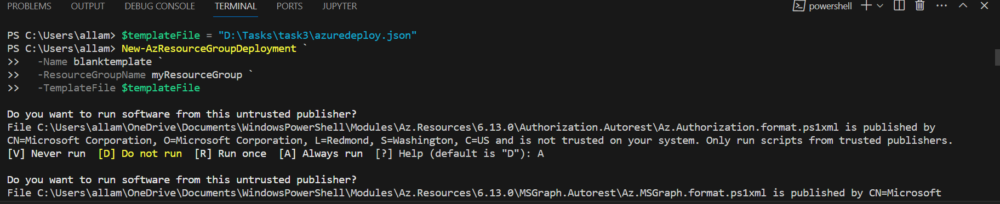 PROBLEMS OUTPUT DEBUG CONSOLE TERMINAL PORTS JUPYTER powershell
PS C:\Users\allam> $templateFile = "D:\Tasks\task3\azuredeploy.json"
PS C:\Users\allam> New-AzResourceGroupDeployment `
>>   -Name blanktemplate `
>>   -ResourceGroupName myResourceGroup `
>>   -TemplateFile $templateFile
Do you want to run software from this untrusted publisher?
File C:\Users\allam\OneDrive\Documents\WindowsPowerShell\Modules\Az.Resources\6.13.0\Authorization.Autorest\Az.Authorization.format.ps1xml is published by
CN=Microsoft Corporation, O=Microsoft Corporation, L=Redmond, S=Washington, C=US and is not trusted on your system. Only run scripts from trusted publishers.
[V] Never run  [D] Do not run  [R] Run once  [A] Always run  [?] Help (default is "D"): A
Do you want to run software from this untrusted publisher?
File C:\Users\allam\OneDrive\Documents\WindowsPowerShell\Modules\Az.Resources\6.13.0\MSGraph.Autorest\Az.MSGraph.format.ps1xml is published by CN=Microsoft